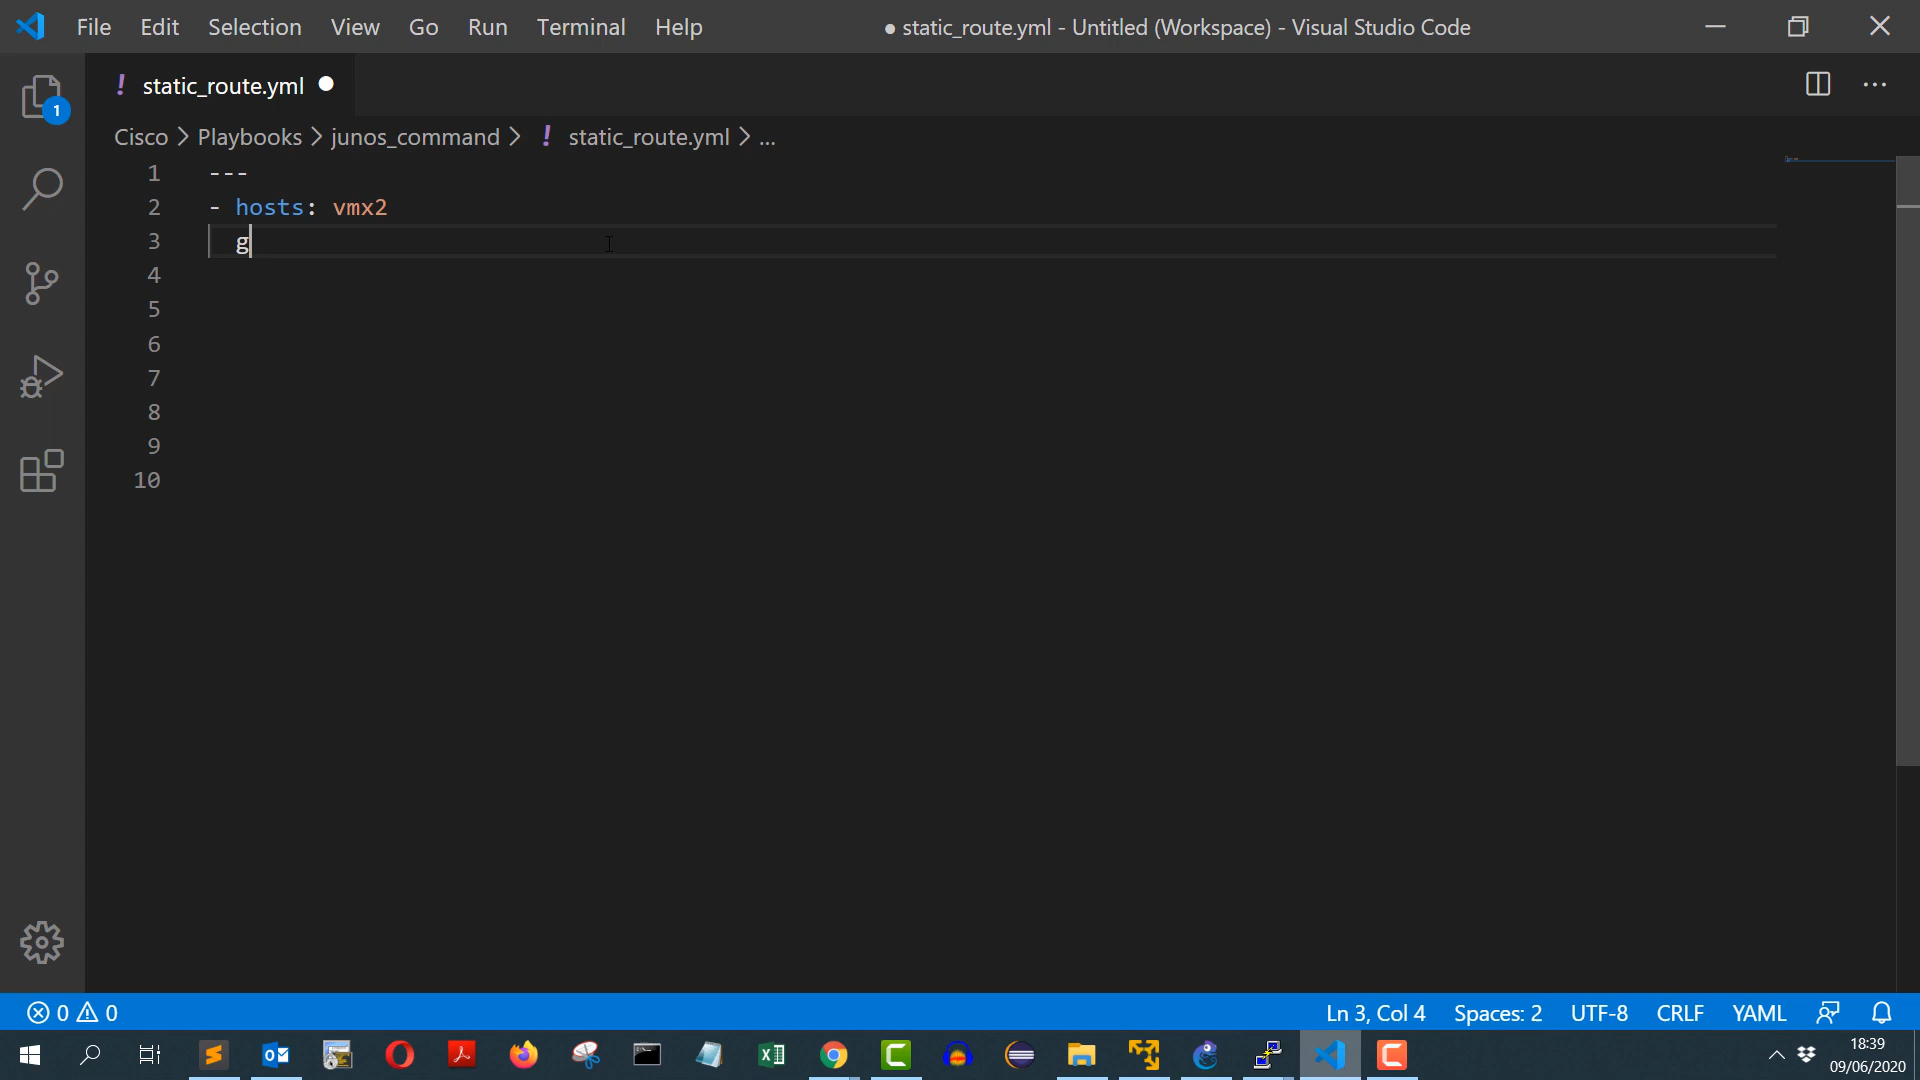 File Edit Selection View Go Run Terminal Help ● static_route.yml - Untitled (Workspace) - Visual Studio Code
! static_route.yml ●
Cisco > Playbooks > junos_command > ! static_route.yml > ...
1 ---
2 - hosts: vmx2
3 g
4
5
6
7
8
9
10
1
0 0 Ln 3, Col 4 Spaces: 2 UTF-8 CRLF YAML
18:39
09/06/2020